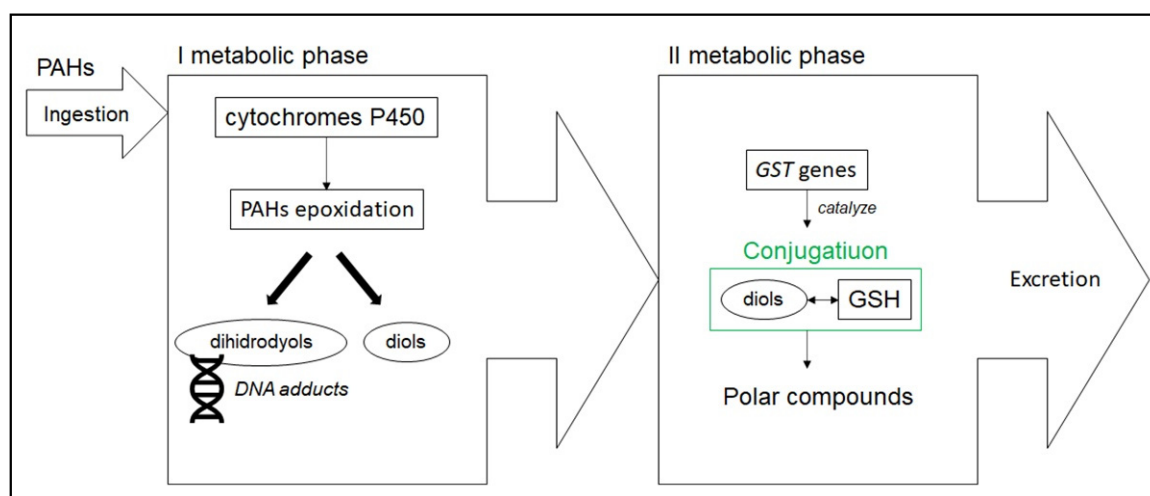 PAHs
Ingestion
I metabolic phase
cytochromes P450
PAHs epoxidation
dihidrodyols
diols
DNA adducts
II metabolic phase
GST genes
catalyze
Conjugatiuon
diols
GSH
Polar compounds
Excretion